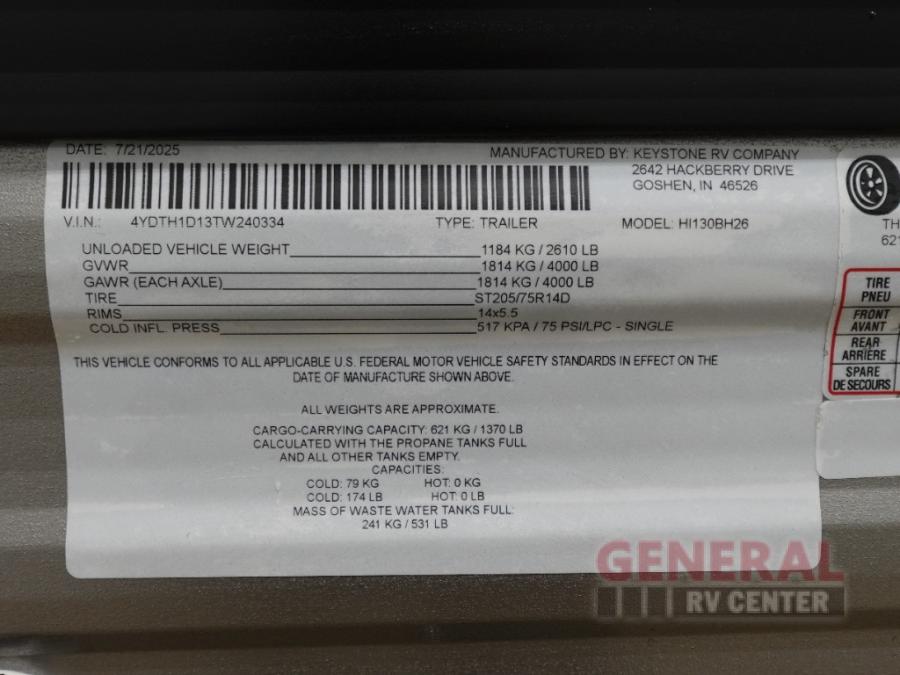 DATE: 7/21/2025
MANUFACTURED BY: KEYSTONE RV COMPANY
2642 HACKBERRY DRIVE
GOSHEN, IN 46526
V.I.N.: 4YDTH1D13TW240334 TYPE: TRAILER MODEL: HI130BH26
UNLOADED VEHICLE WEIGHT 1184 KG / 2610 LB
GVWR 1814 KG / 4000 LB
GAWR (EACH AXLE) 1814 KG / 4000 LB
TIRE ST205/75R14D
RIMS 14x5.5
COLD INFL. PRESS 517 KPA / 75 PSI/LPC - SINGLE
THIS VEHICLE CONFORMS TO ALL APPLICABLE U.S. FEDERAL MOTOR VEHICLE SAFETY STANDARDS IN EFFECT ON THE
DATE OF MANUFACTURE SHOWN ABOVE.
ALL WEIGHTS ARE APPROXIMATE.
CARGO-CARRYING CAPACITY: 621 KG / 1370 LB
CALCULATED WITH THE PROPANE TANKS FULL
AND ALL OTHER TANKS EMPTY.
CAPACITIES:
COLD: 79 KG HOT: 0 KG
COLD: 174 LB HOT: 0 LB
MASS OF WASTE WATER TANKS FULL:
241 KG / 531 LB
TH
621
TIRE
PNEU
FRONT
AVANT
REAR
ARRIÈRE
SPARE
DE SECOURS
GENERAL
RV CENTER